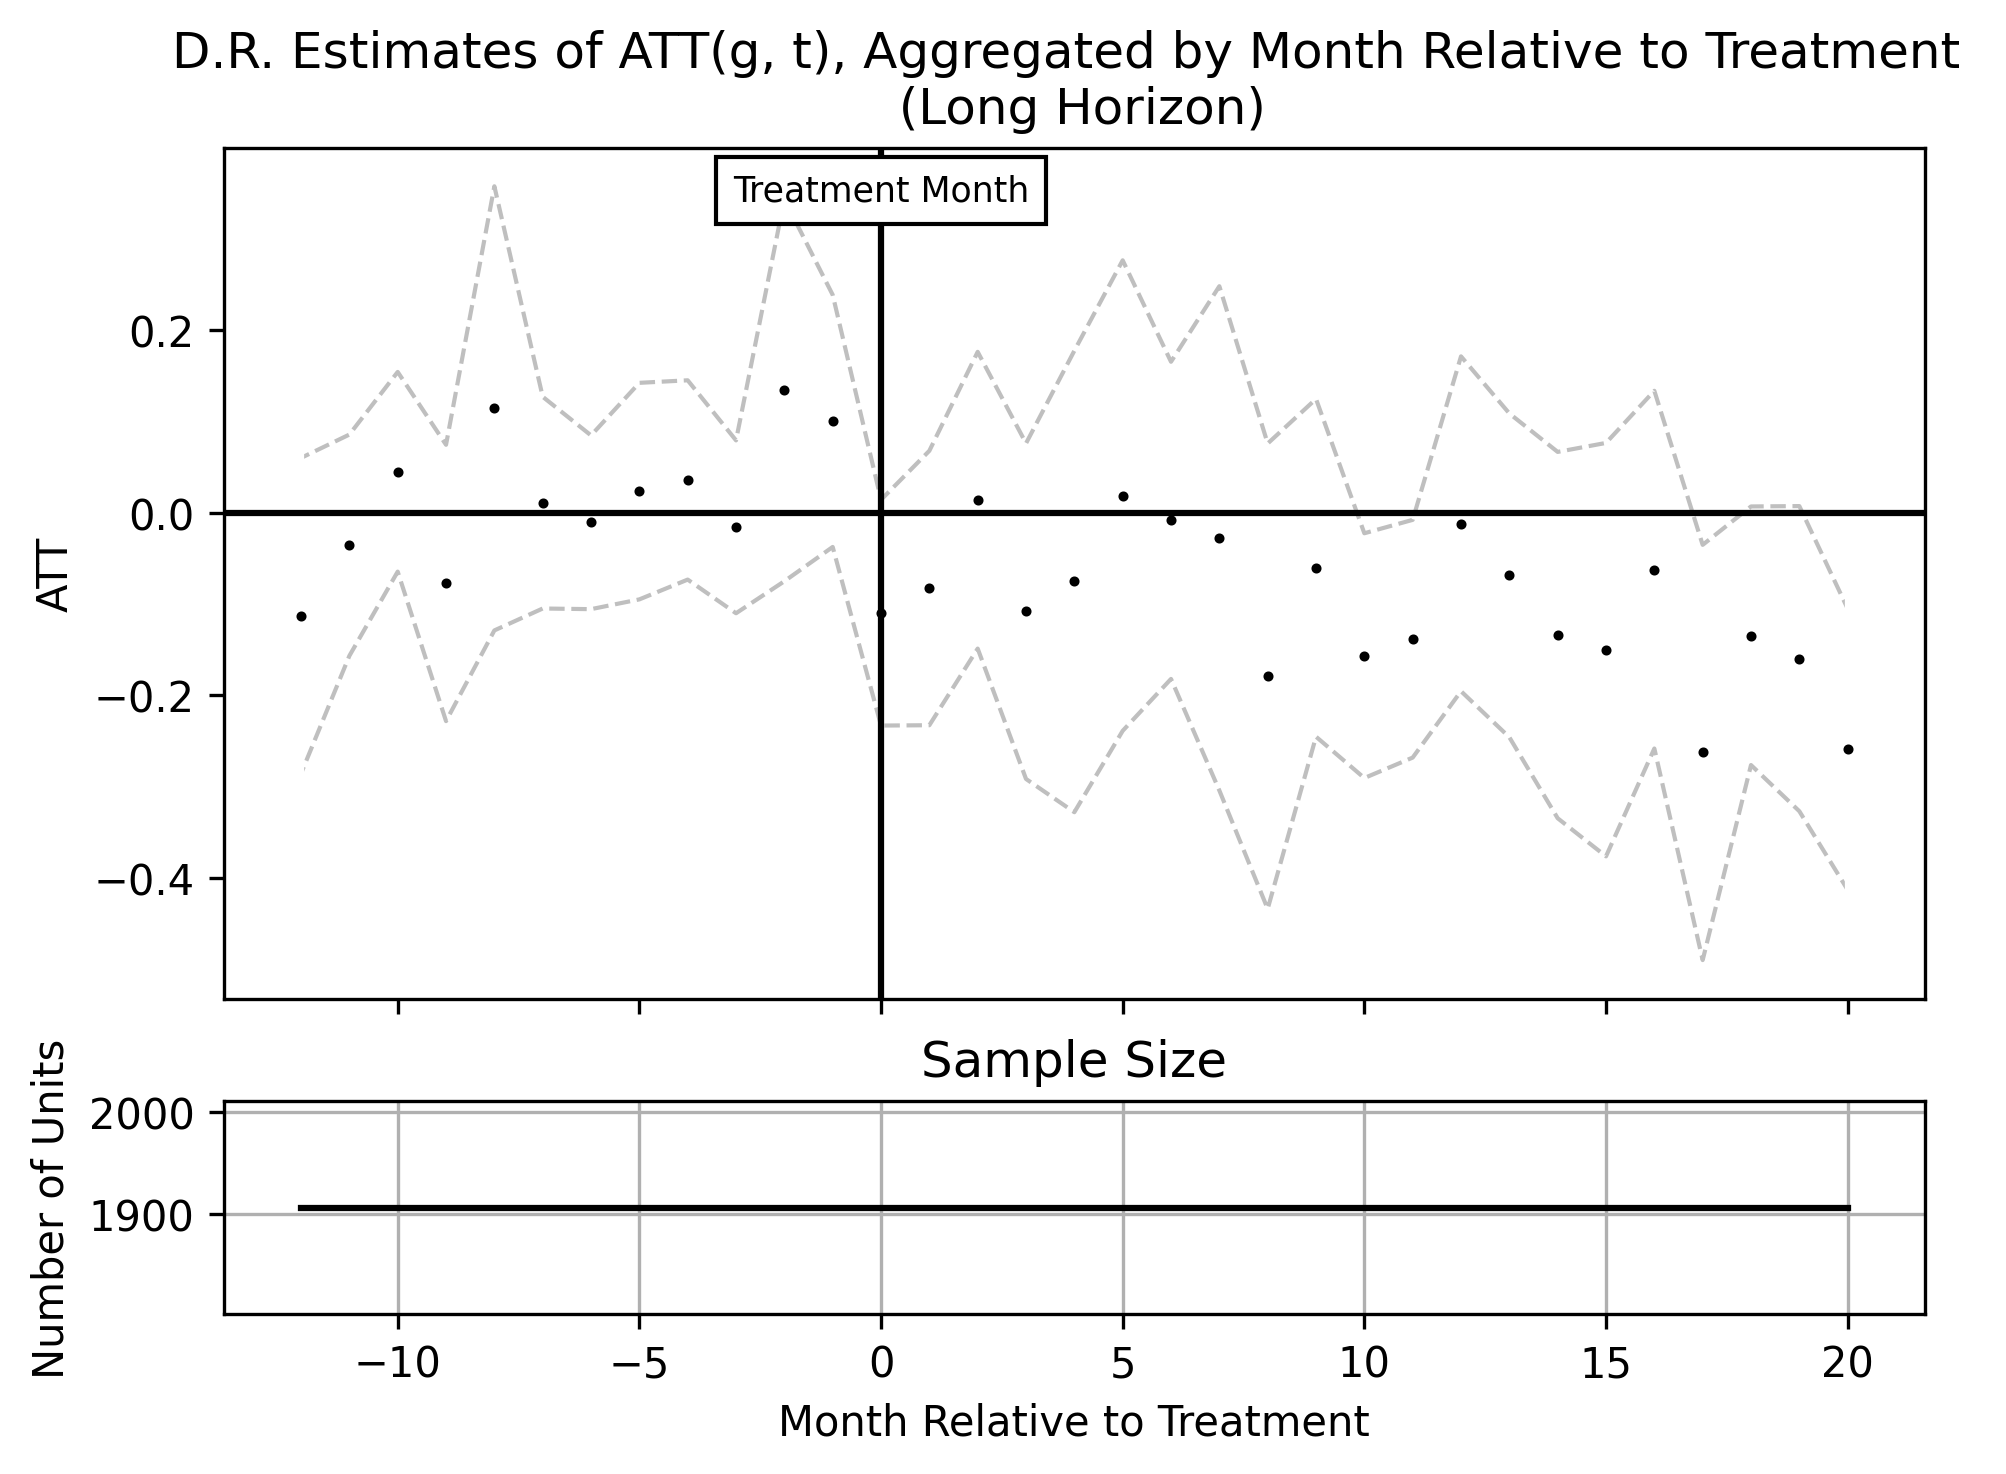 D.R. Estimates of ATT(g, t), Aggregated by Month Relative to Treatment
(Long Horizon)
Treatment Month
0.2
0.0
−0.2
−0.4
ATT
Sample Size
2000
1900
Number of Units
−10 −5 0 5 10 15 20
Month Relative to Treatment